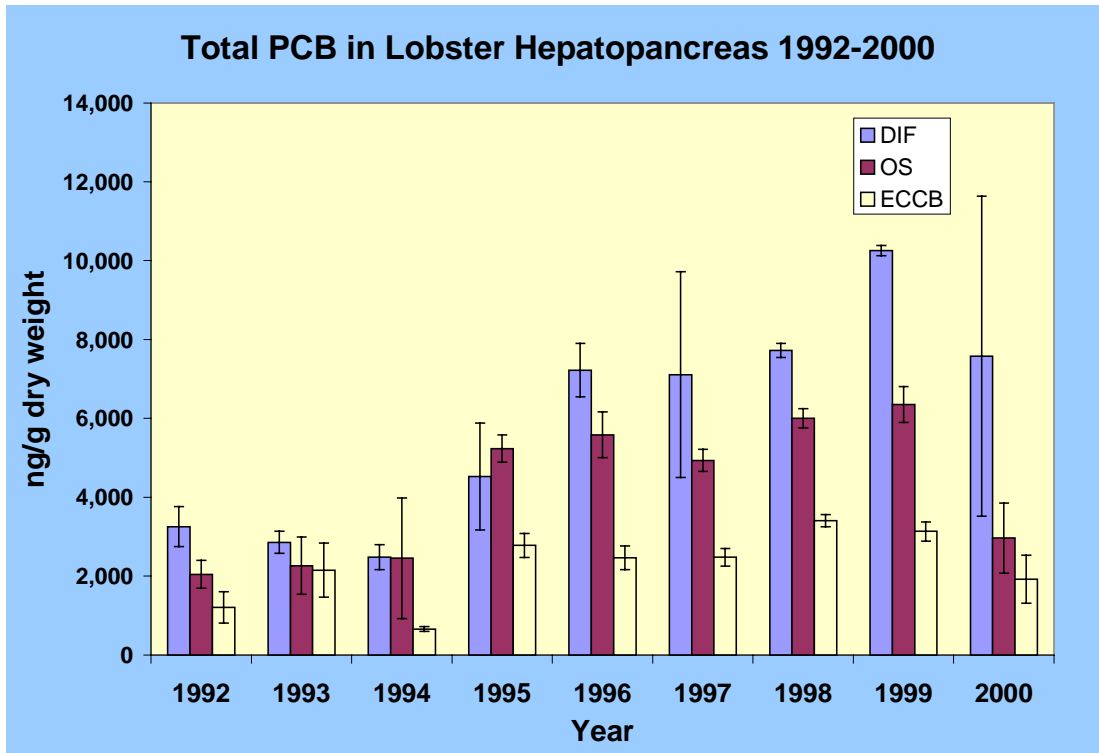 Total PCB in Lobster Hepatopancreas 1992-2000
14,000
12,000
10,000
8,000
6,000
4,000
2,000
0
ng/g dry weight
DIF
OS
ECCB
1992 1993 1994 1995 1996 1997 1998 1999 2000
Year